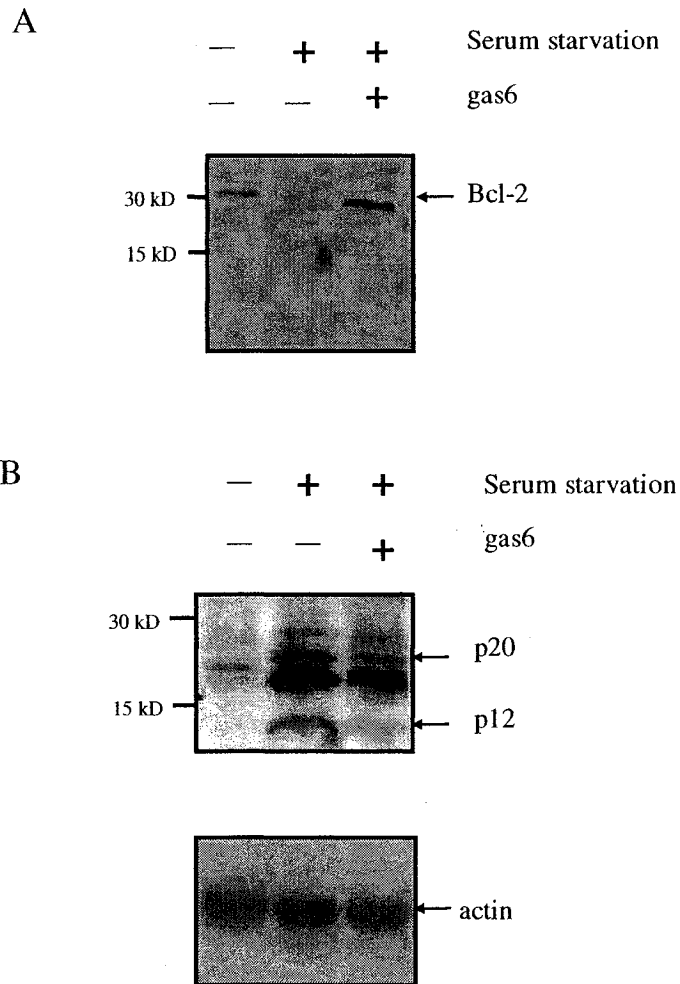 A
— + + Serum starvation
— — + gas6
30 kD
Bcl-2
15 kD
B
— + + Serum starvation
— — + gas6
30 kD
p20
15 kD
p12
actin